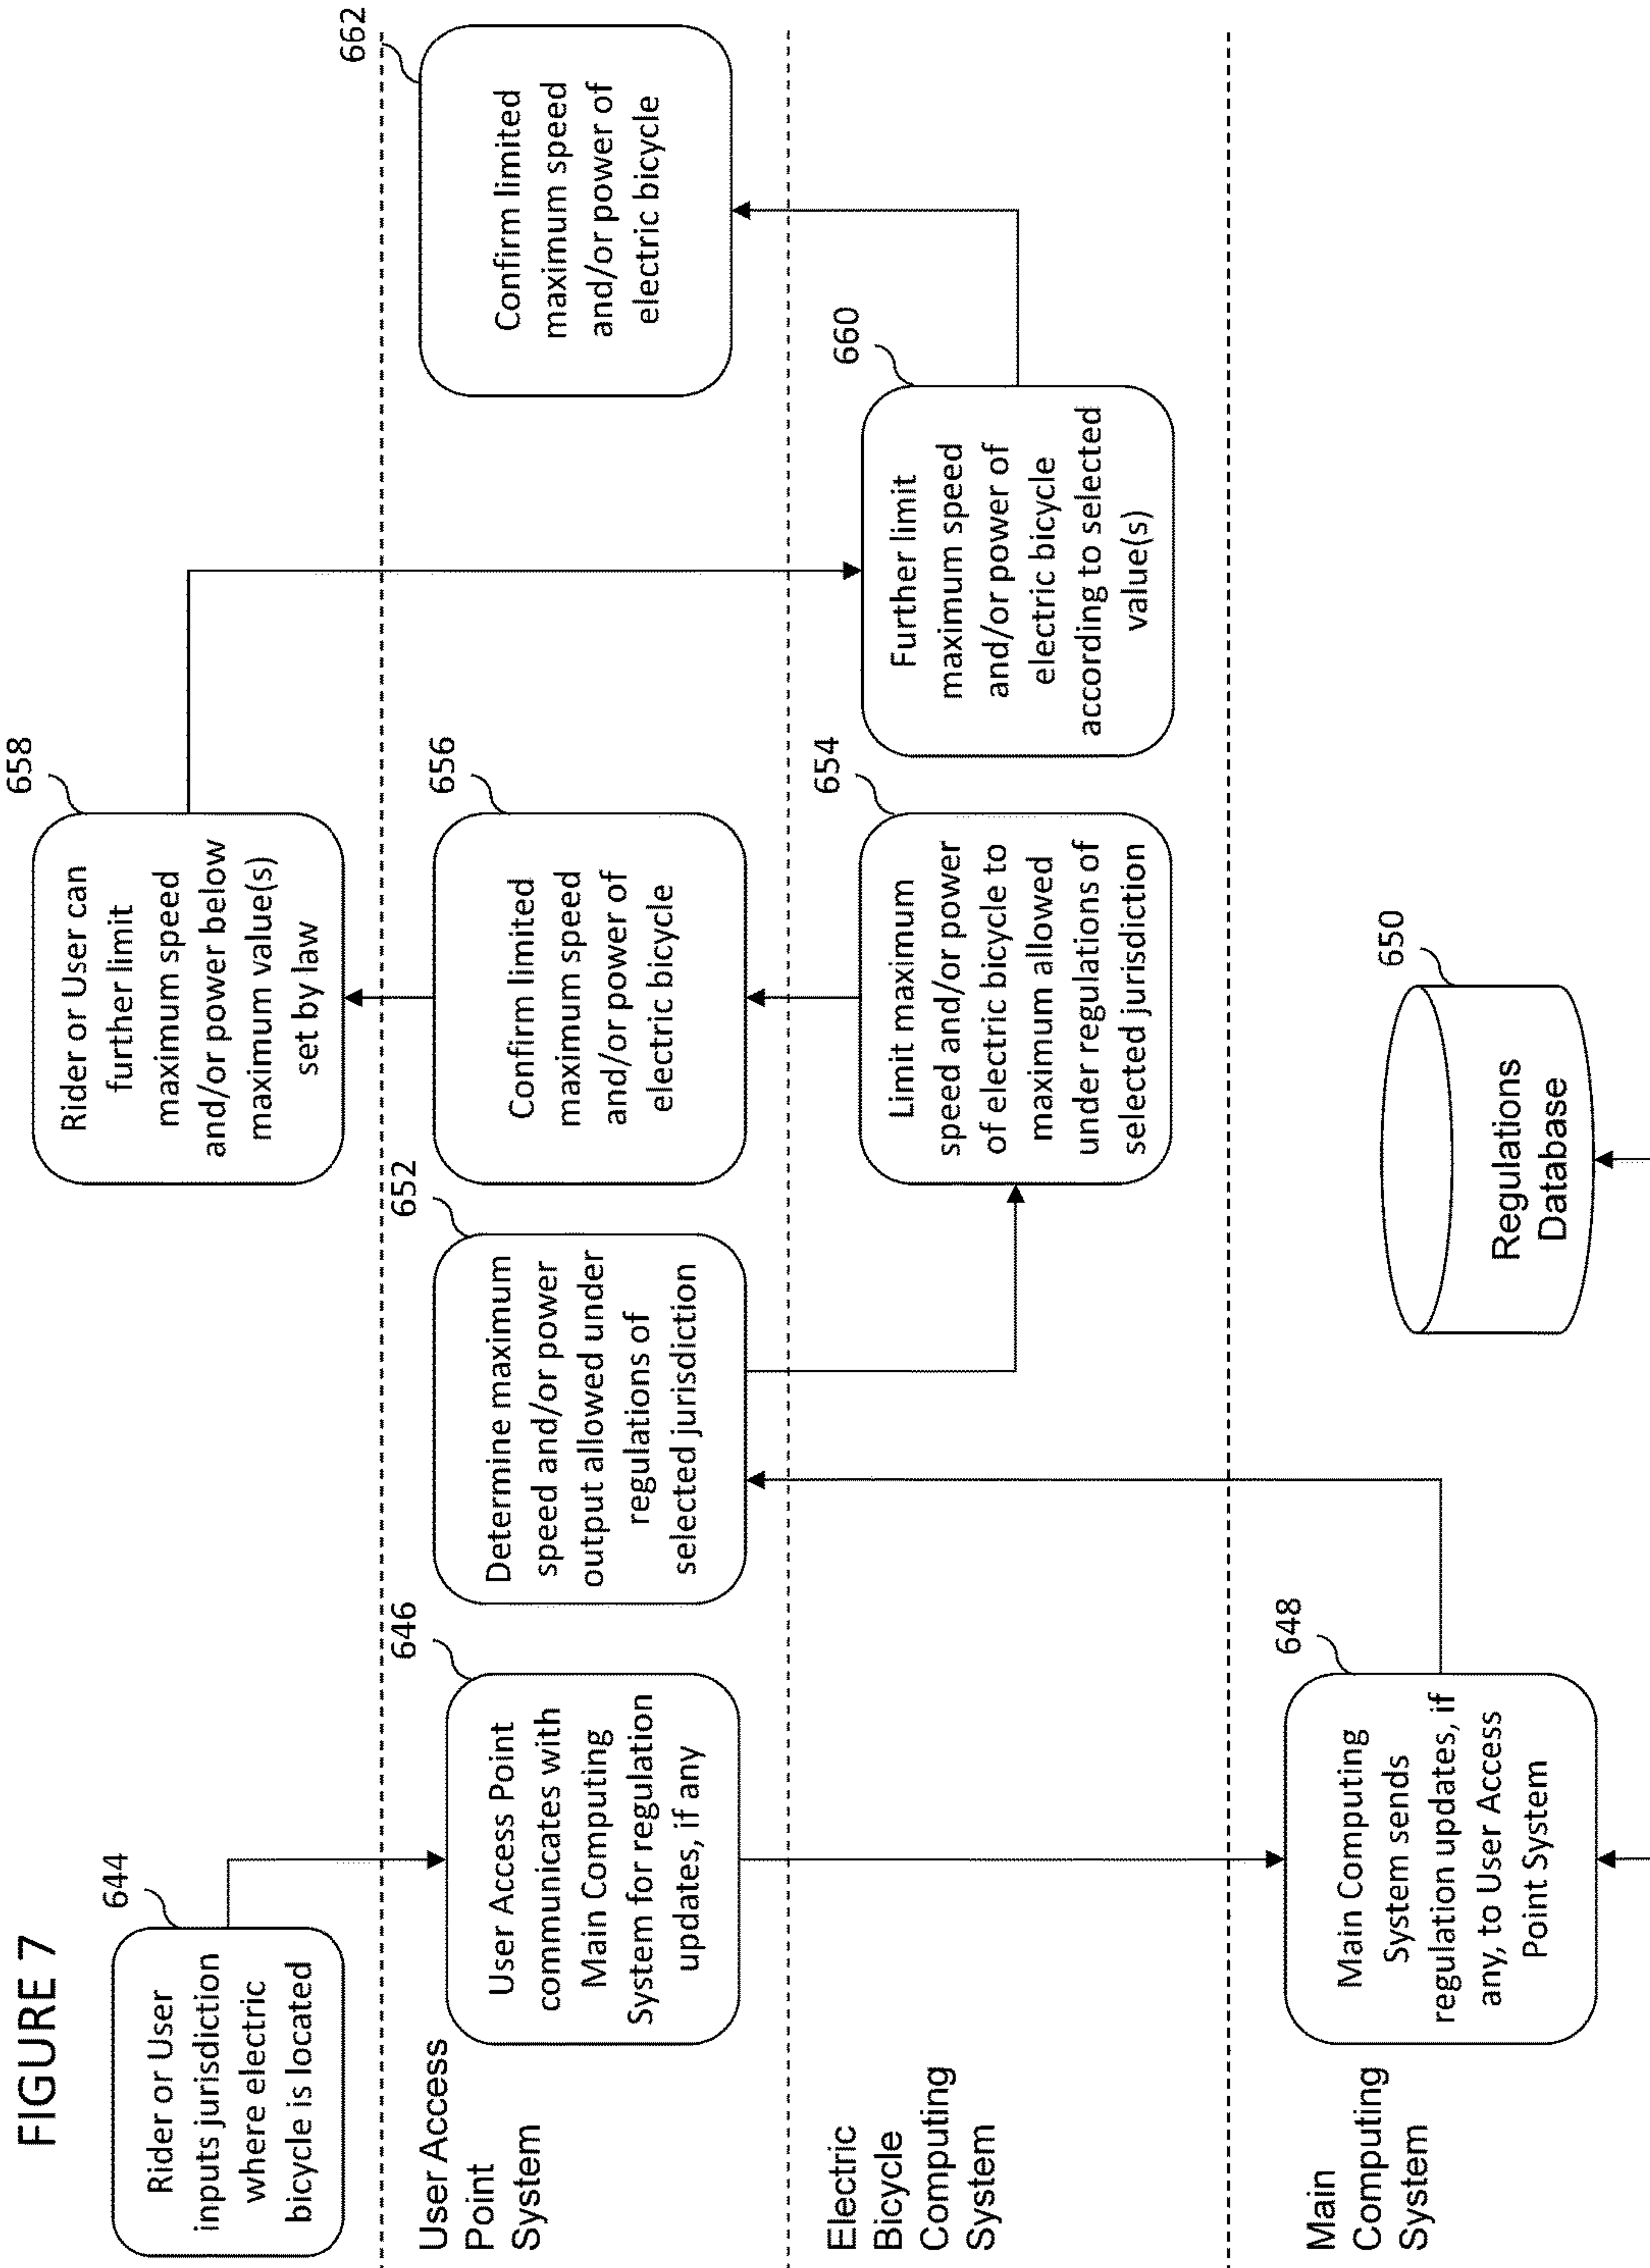 FIGURE 7
644
Rider or User
inputs jurisdiction
where electric
bicycle is located
User Access
Point
System
646
User Access Point
communicates with
Main Computing
System for regulation
updates, if any
Electric
Bicycle
Computing
System
Main
Computing
System
648
Main Computing
System sends
regulation updates, if
any, to User Access
Point System
650
Regulations
Database
652
Determine maximum
speed and/or power
output allowed under
regulations of
selected jurisdiction
654
Limit maximum
speed and/or power
of electric bicycle to
maximum allowed
under regulations of
selected jurisdiction
656
Confirm limited
maximum speed
and/or power of
electric bicycle
658
Rider or User can
further limit
maximum speed
and/or power below
maximum value(s)
set by law
660
Further limit
maximum speed
and/or power of
electric bicycle
according to selected
value(s)
662
Confirm limited
maximum speed
and/or power of
electric bicycle